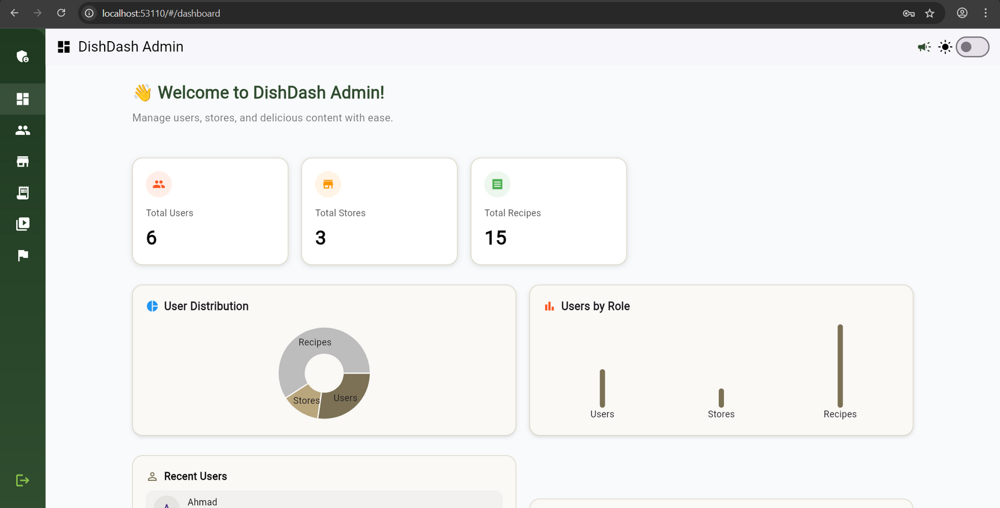 localhost:53110/#/dashboard
DishDash Admin
👋 Welcome to DishDash Admin!
Manage users, stores, and delicious content with ease.
Total Users
6
Total Stores
3
Total Recipes
15
User Distribution
Recipes
Stores
Users
Users by Role
Users
Stores
Recipes
Recent Users
Ahmad